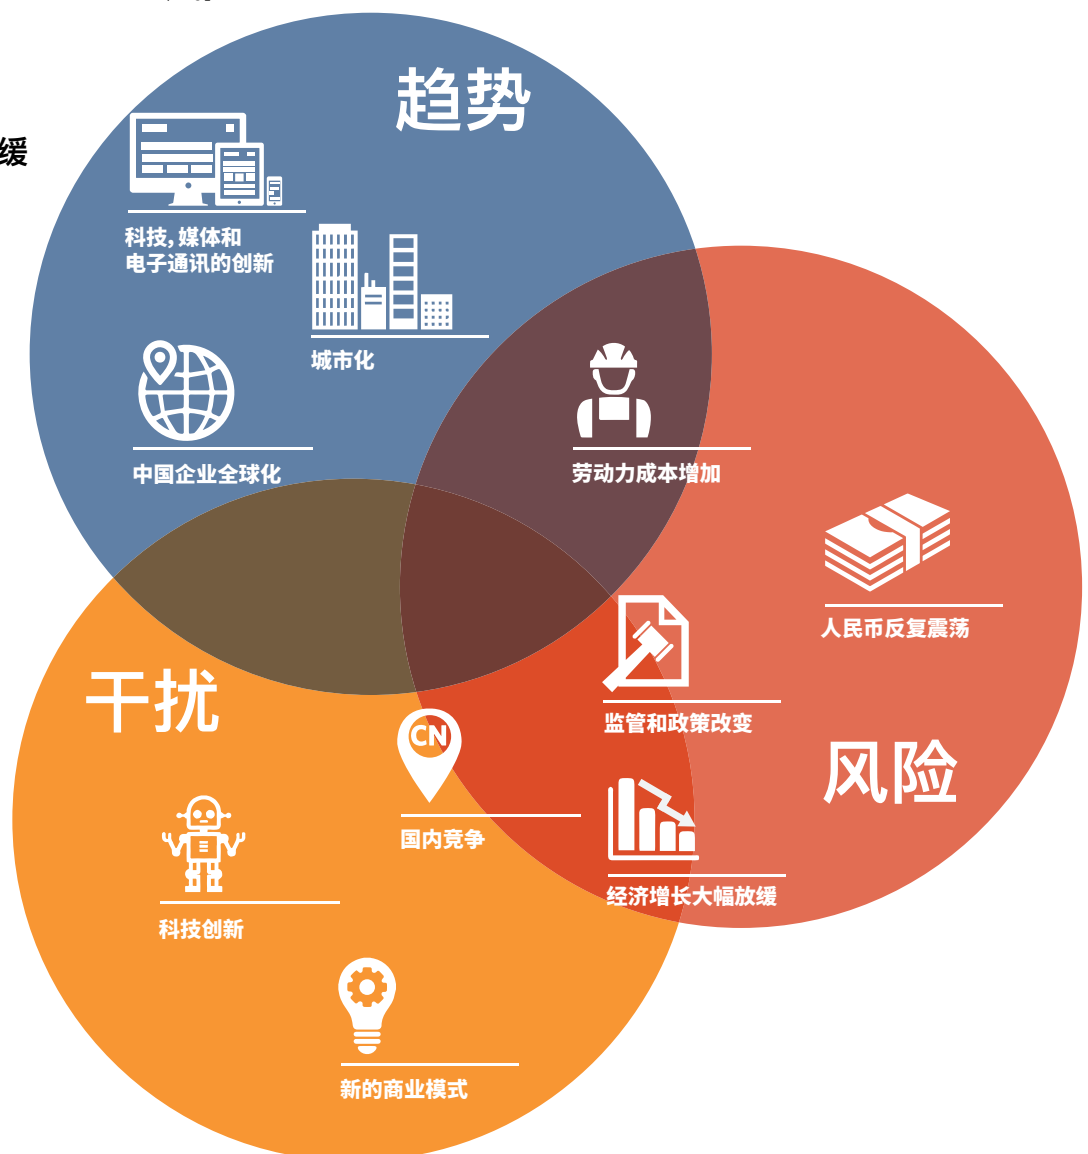 趋势
缓
科技，媒体和
电子通讯的创新
城市化
中国企业全球化
劳动力成本增加
人民币反复震荡
监管和政策改变
干扰
CN
风险
国内竞争
经济增长大幅放缓
科技创新
新的商业模式